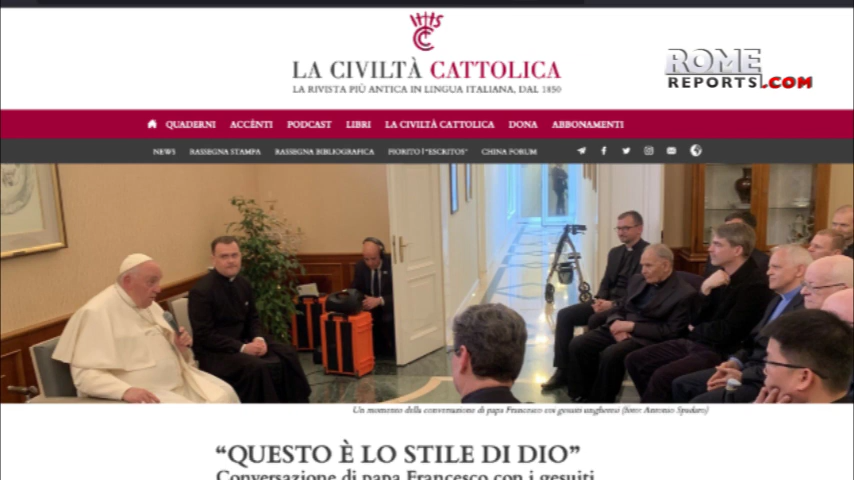 IHS
LA CIVILTÀ CATTOLICA
LA RIVISTA PIÙ ANTICA IN LINGUA ITALIANA, DAL 1850
ROME
REPORTS.COM
QUADERNI ACCÈNTI PODCAST LIBRI LA CIVILTÀ CATTOLICA DONA ABBONAMENTI
NEWS RASSEGNA STAMPA RASSEGNA BIBLIOGRAFICA FIORITO | "ESCRITOS" CHINA FORUM
Un momento della conversazione di papa Francesco coi gesuiti ungheresi (foto: Antonio Spadaro)
“QUESTO È LO STILE DI DIO”
Conversazione di papa Francesco con i gesuiti